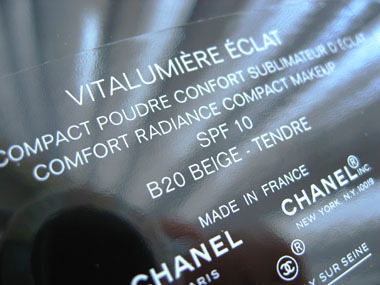 VITALUMIÈRE ÉCLAT
COMPACT POUDRE CONFORT SUBLIMATEUR D'ÉCLAT
COMFORT RADIANCE COMPACT MAKEUP
SPF 10
B20 BEIGE - TENDRE
MADE IN FRANCE
CHANEL® INC.
NEW YORK, N.Y. 10019
CHANEL
PARIS
®
Y SUR SEINE